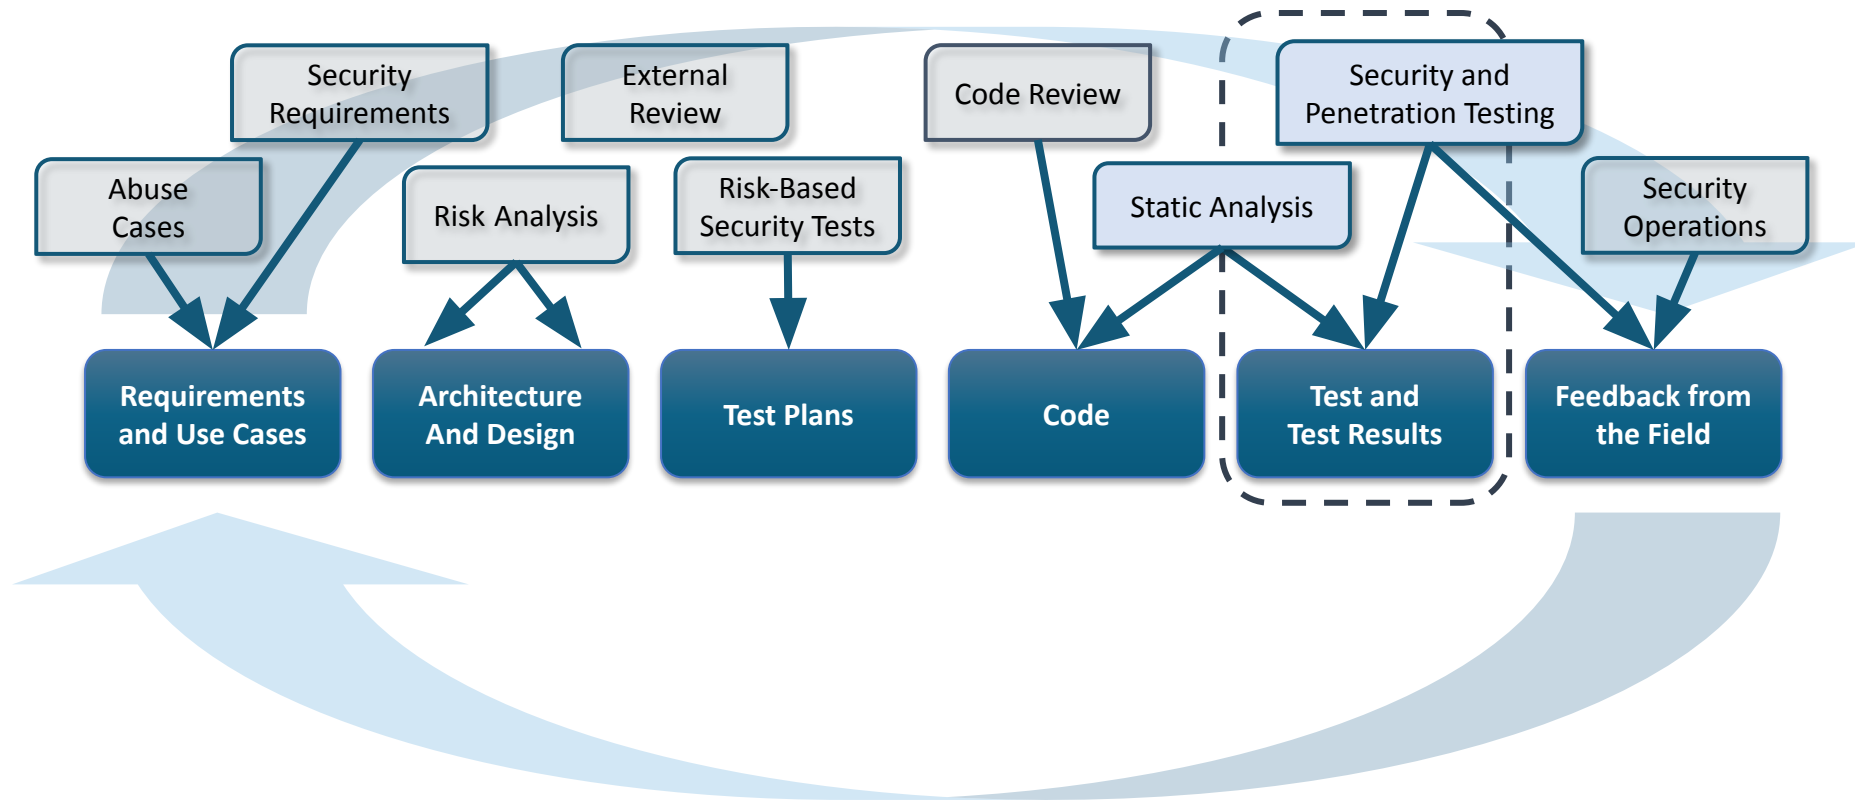 Security
Requirements
External
Review
Code Review
Security and
Penetration Testing
Abuse
Cases
Risk Analysis
Risk-Based
Security Tests
Static Analysis
Security
Operations
Requirements
and Use Cases
Architecture
And Design
Test Plans
Code
Test and
Test Results
Feedback from
the Field